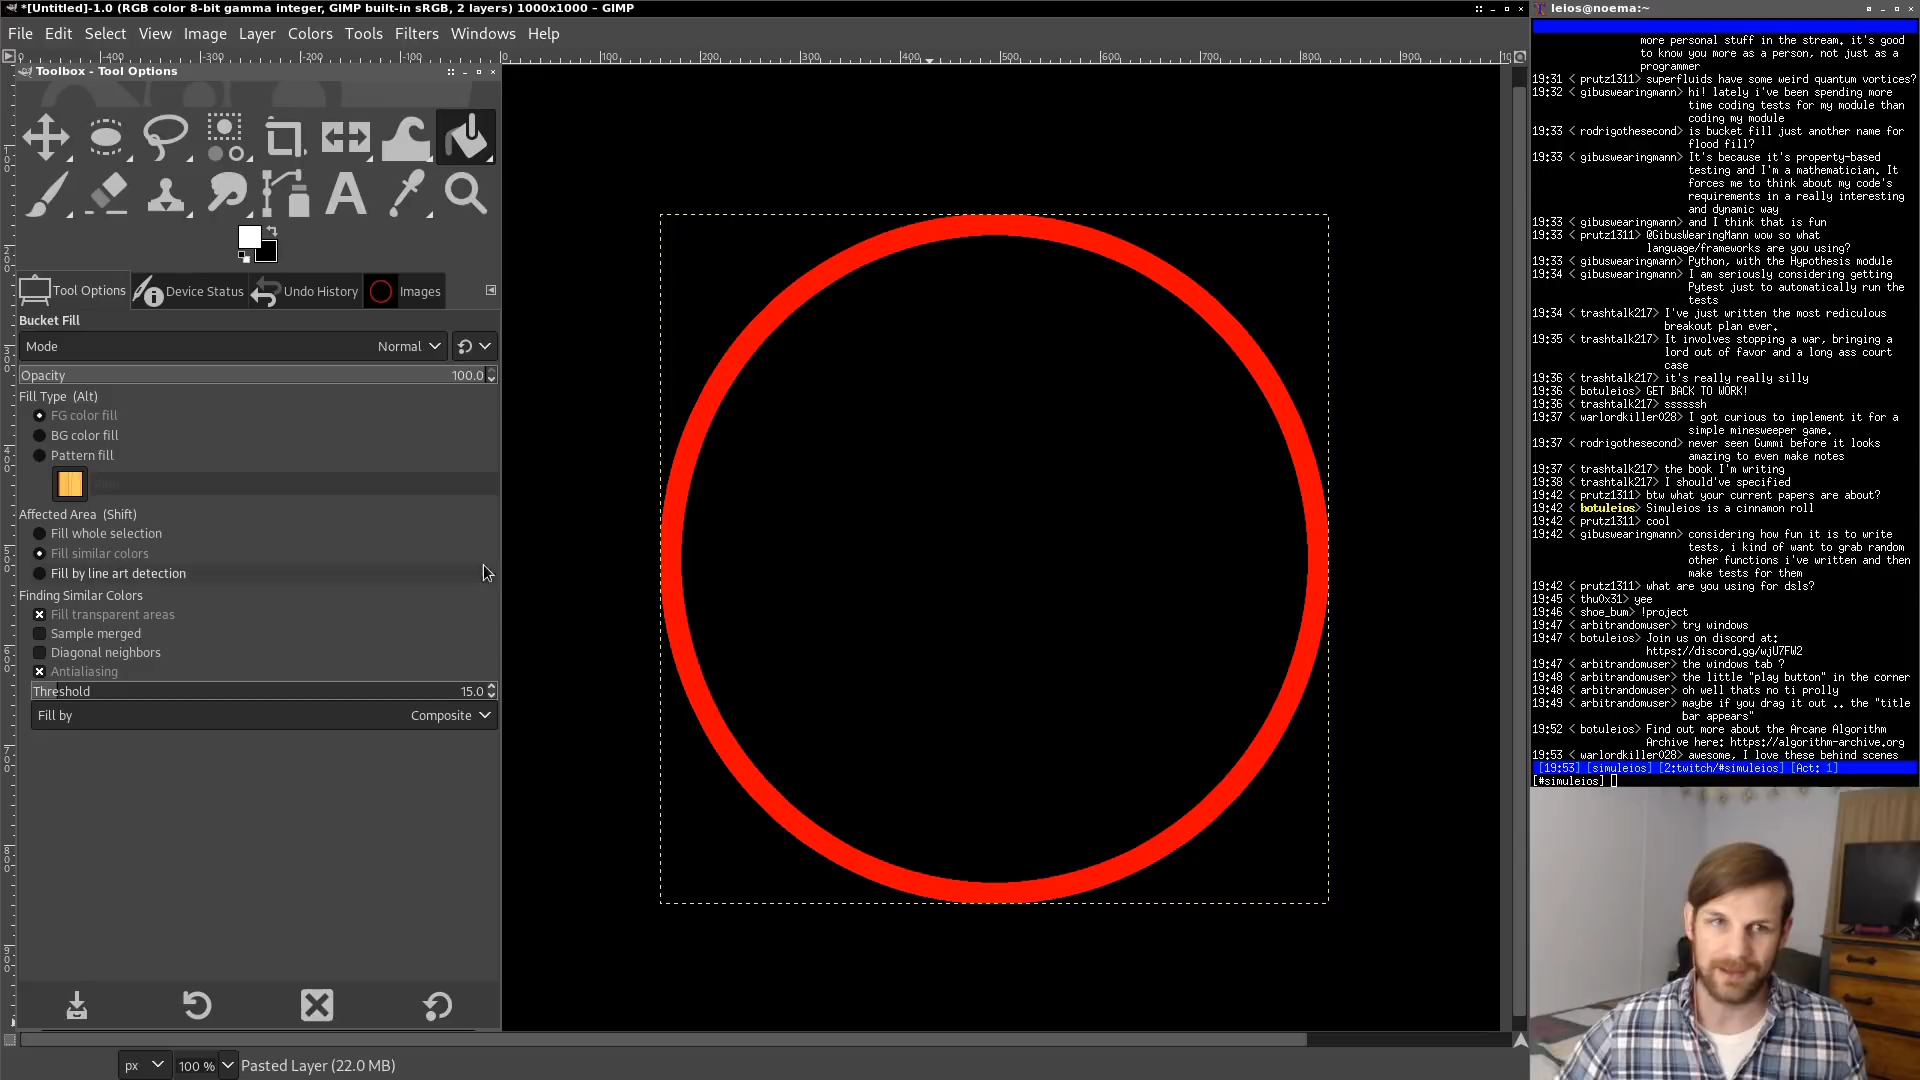 *[Untitled]-1.0 (RGB color 8-bit gamma integer, GIMP built-in sRGB, 2 layers) 1000x1000 – GIMP
File Edit Select View Image Layer Colors Tools Filters Windows Help
Toolbox - Tool Options
Tool Options Device Status Undo History Images
Bucket Fill
Mode Normal
Opacity 100.0
Fill Type (Alt)
FG color fill
BG color fill
Pattern fill
Affected Area (Shift)
Fill whole selection
Fill similar colors
Fill by line art detection
Finding Similar Colors
Fill transparent areas
Sample merged
Diagonal neighbors
Antialiasing
Threshold 15.0
Fill by Composite
px 100 % Pasted Layer (22.0 MB)
-400 -300 -200 -100 0 100 200 300 400 500 600 700 800 900
leios@noema:~
more personal stuff in the stream. it's good
to know you more as a person, not just as a
programmer
19:31 < prutz1311> superfluids have some weird quantum vortices?
19:32 < gibuswearingmann> hi! lately i've been spending more
time coding tests for my module than
coding my module
19:33 < rodrigothesecond> is bucket fill just another name for
flood fill?
19:33 < gibuswearingmann> It's because it's property-based
testing and I'm a mathematician. It
forces me to think about my code's
requirements in a really interesting
and dynamic way
19:33 < gibuswearingmann> and I think that is fun
19:33 < prutz1311> @GibusWearingMann wow so what
language/frameworks are you using?
19:33 < gibuswearingmann> Python, with the Hypothesis module
19:34 < gibuswearingmann> I am seriously considering getting
Pytest just to automatically run the
tests
19:34 < trashtalk217> I've just written the most rediculous
breakout plan ever.
19:35 < trashtalk217> It involves stopping a war, bringing a
lord out of favor and a long ass court
case
19:36 < trashtalk217> it's really really silly
19:36 < botuleios> GET BACK TO WORK!
19:36 < trashtalk217> ssssssh
19:37 < warlordkiller028> I got curious to implement it for a
simple minesweeper game.
19:37 < rodrigothesecond> never seen Gummi before it looks
amazing to even make notes
19:37 < trashtalk217> the book I'm writing
19:38 < trashtalk217> I should've specified
19:42 < prutz1311> btw what your current papers are about?
19:42 < botuleios> Simuleios is a cinnamon roll
19:42 < prutz1311> cool
19:42 < gibuswearingmann> considering how fun it is to write
tests, i kind of want to grab random
other functions i've written and then
make tests for them
19:42 < prutz1311> what are you using for dsls?
19:45 < thu0x31> yee
19:46 < shoe_bum> !project
19:47 < arbitrandomuser> try windows
19:47 < botuleios> Join us on discord at:
https://discord.gg/wjU7FW2
19:47 < arbitrandomuser> the windows tab ?
19:48 < arbitrandomuser> the little "play button" in the corner
19:48 < arbitrandomuser> oh well thats no ti prolly
19:49 < arbitrandomuser> maybe if you drag it out .. the "title
bar appears"
19:52 < botuleios> Find out more about the Arcane Algorithm
Archive here: https://algorithm-archive.org
19:53 < warlordkiller028> awesome, I love these behind scenes
[19:53] [simuleios] [2:twitch/#simuleios] [Act: 1]
[#simuleios]